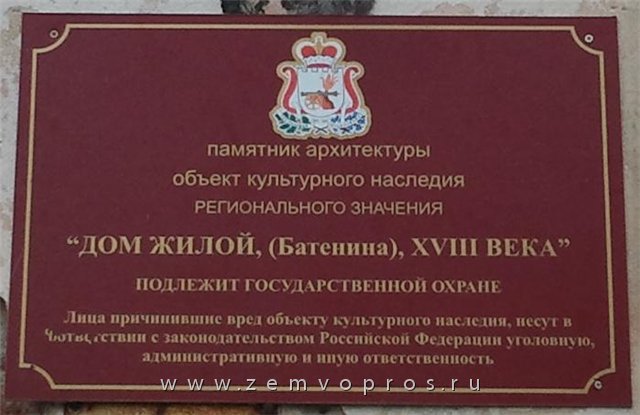 памятник архитектуры
объект культурного наследия
РЕГИОНАЛЬНОГО ЗНАЧЕНИЯ
“ДОМ ЖИЛОЙ, (Батенина), XVIII ВЕКА”
ПОДЛЕЖИТ ГОСУДАРСТВЕННОЙ ОХРАНЕ
Лица причинившие вред объекту культурного наследия, несут в
с законодательством Российской Федерации уголовную,
административную и иную ответственность
www.zemvopros.ru